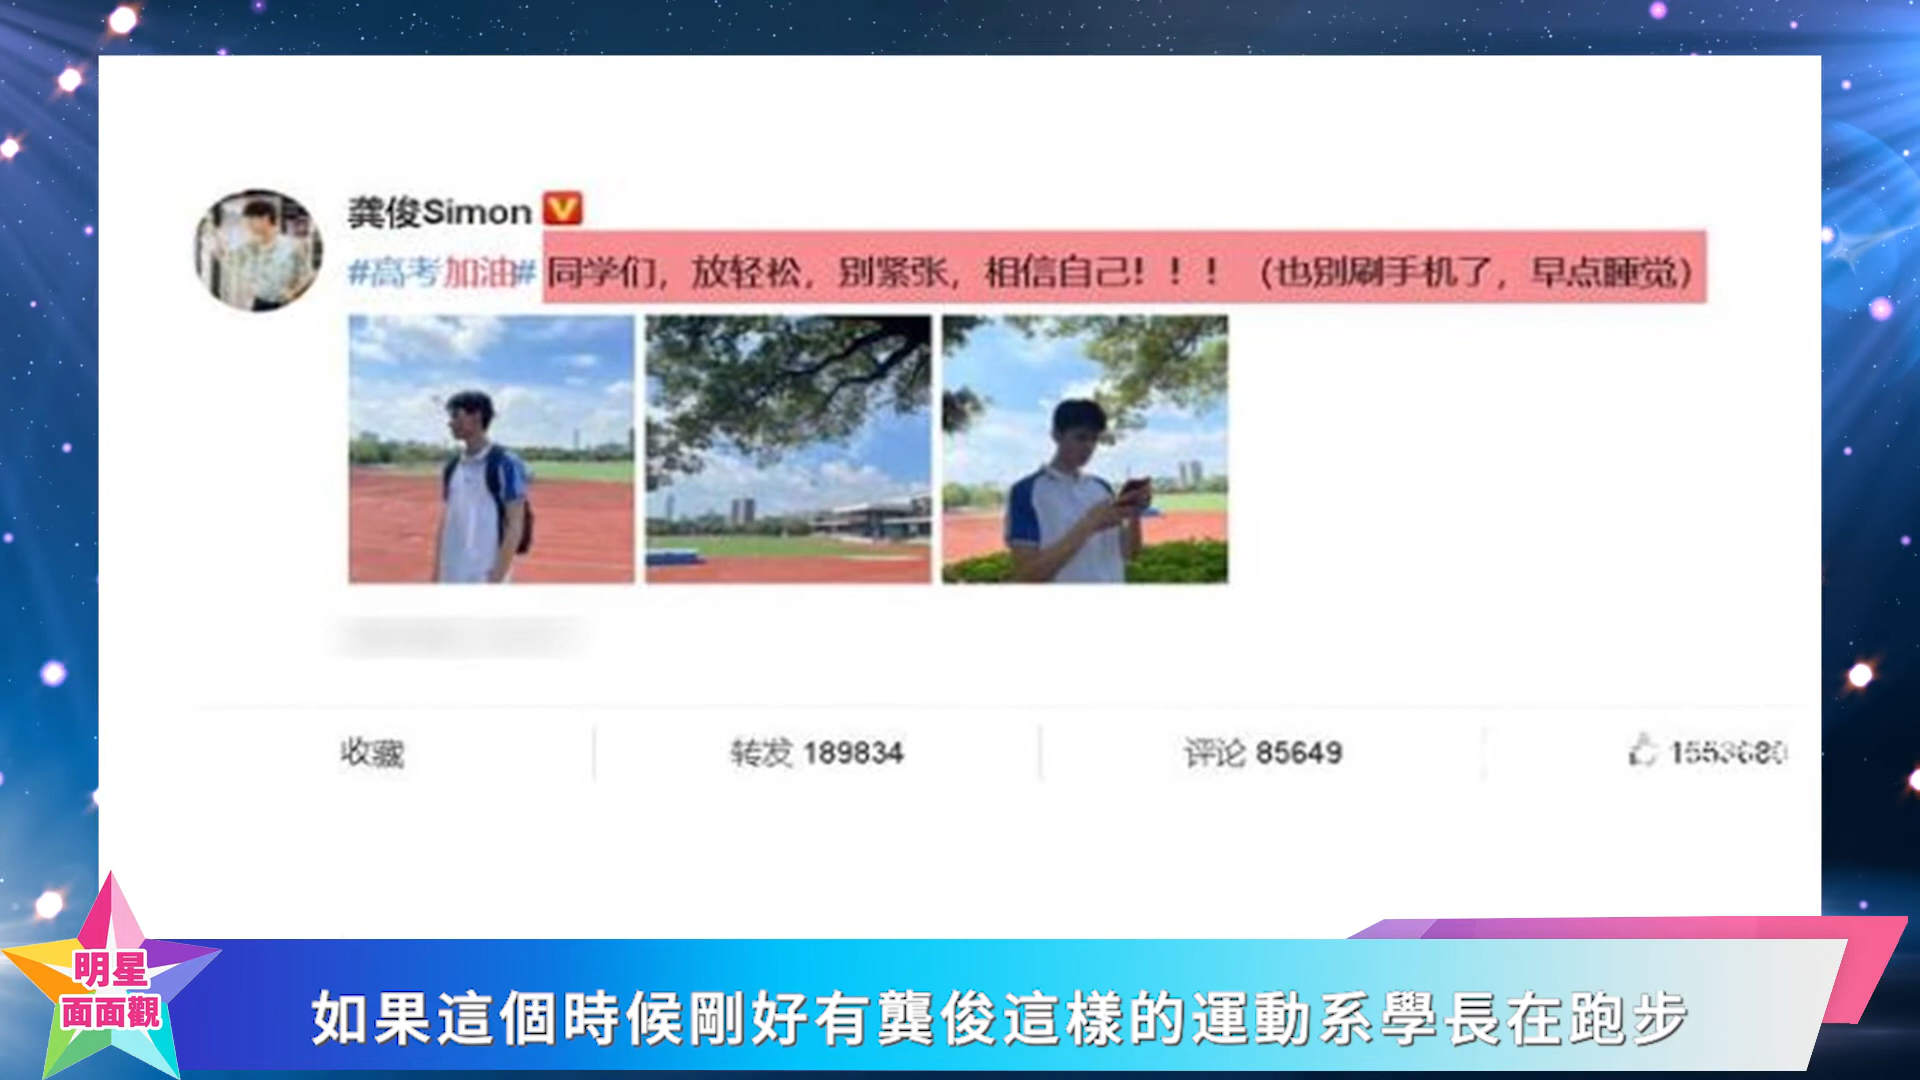 龚俊Simon
#高考加油# 同学们，放轻松，别紧张，相信自己！！！（也别刷手机了，早点睡觉）
收藏
转发 189834
评论 85649
明星
面面觀
如果這個時候剛好有龔俊這樣的運動系學長在跑步